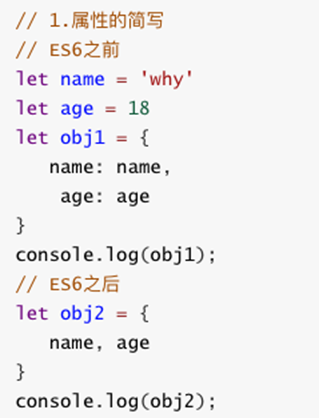 // 1.属性的简写
// ES6之前
let name = 'why'
let age = 18
let obj1 = {
   name: name,
    age: age
}
console.log(obj1);
// ES6之后
let obj2 = {
   name, age
}
console.log(obj2);